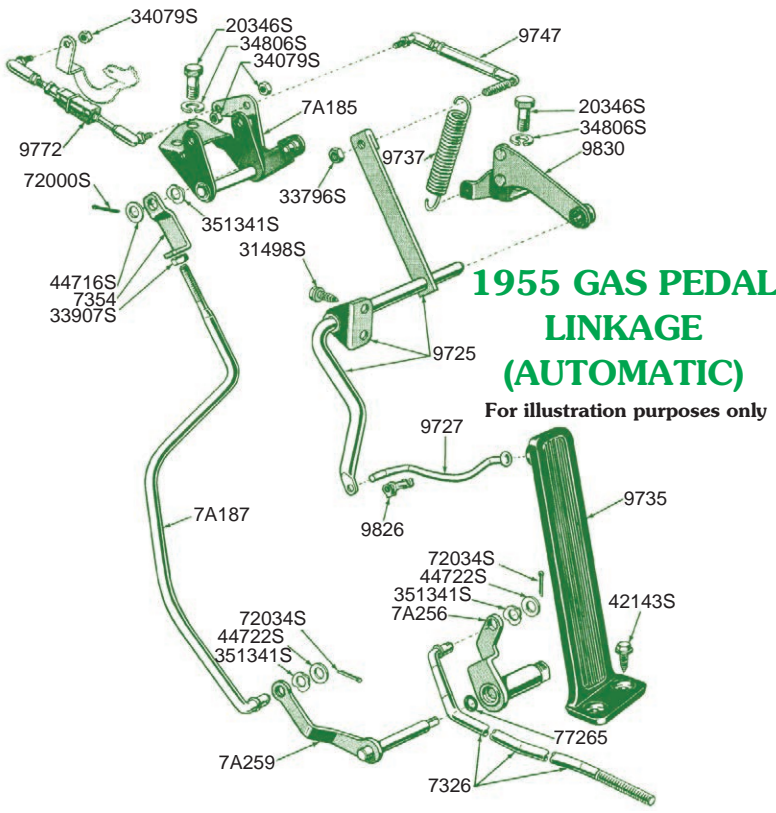 34079S
20346S
34806S
34079S
9747
7A185
20346S
34806S
9830
9772
9737
72000S
33796S
351341S
31498S
44716S
7354
33907S
1955 GAS PEDAL
LINKAGE
(AUTOMATIC)
For illustration purposes only
9725
9727
9735
7A187
9826
72034S
44722S
351341S
7A256
42143S
72034S
44722S
351341S
77265
7A259
7326